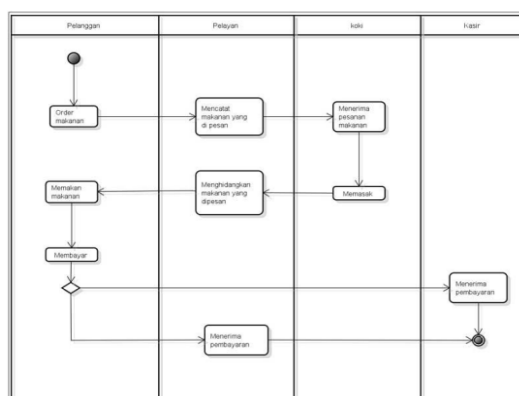 Pelanggan
Pelayan
koki
Kasir
Order
makanan
Mencatat
makanan yang
di pesan
Menerima
pesanan
makanan
Memakan
makanan
Menghidangkan
makanan yang
dipesan
Memasak
Membayar
Menerima
pembayaran
Menerima
pembayaran